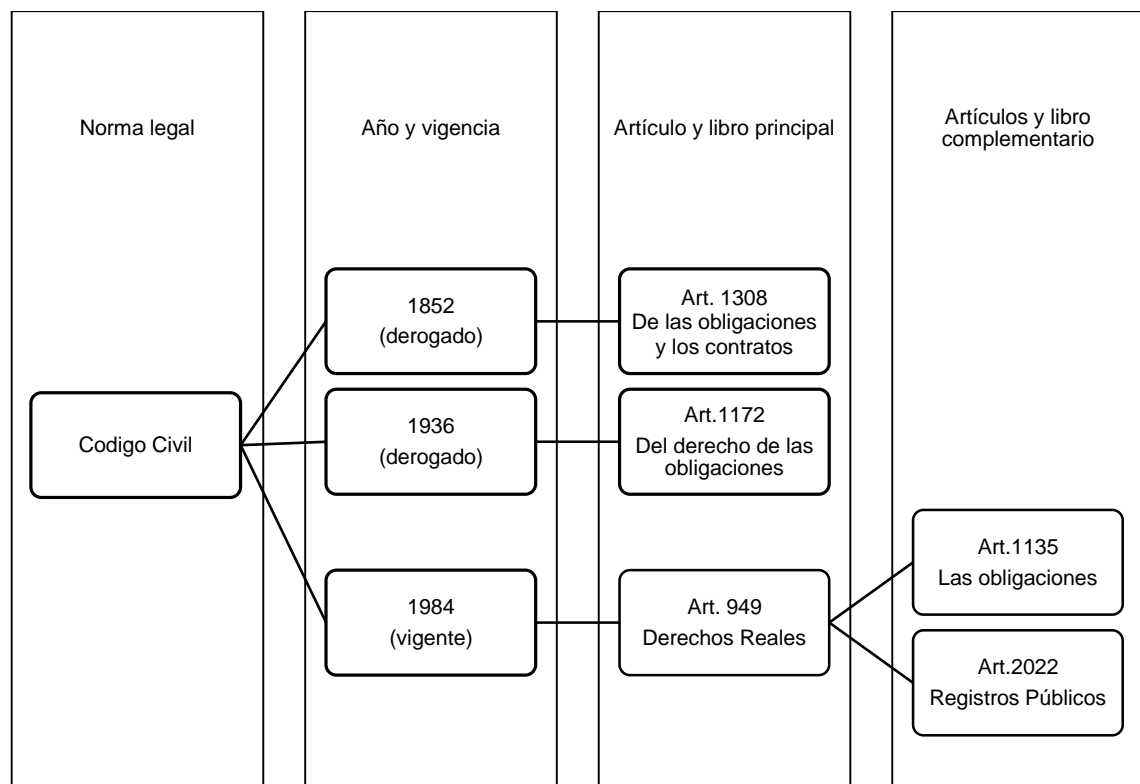 Norma legal
Año y vigencia
Artículo y libro principal
Artículos y libro
complementario
Codigo Civil
1852
(derogado)
Art. 1308
De las obligaciones
y los contratos
1936
(derogado)
Art.1172
Del derecho de las
obligaciones
1984
(vigente)
Art. 949
Derechos Reales
Art.1135
Las obligaciones
Art.2022
Registros Públicos